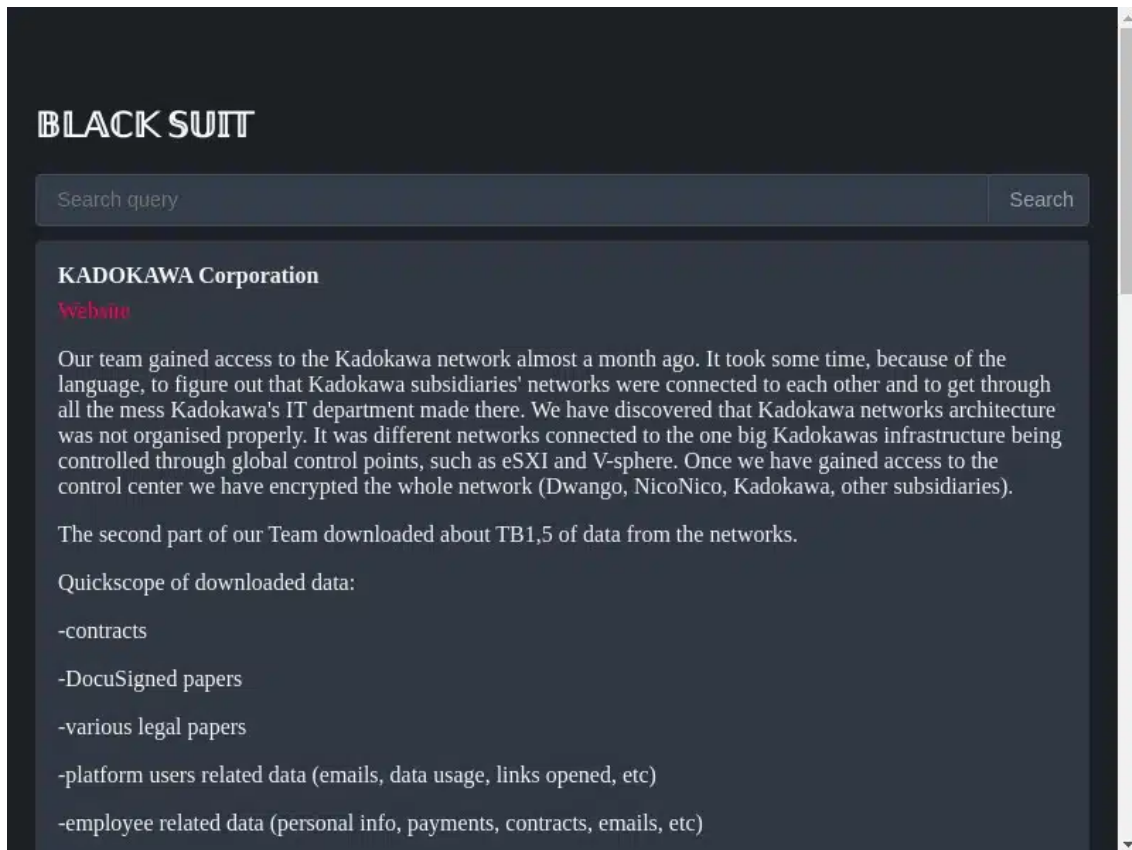 BLACK SUIT
Search query
Search
KADOKAWA Corporation
Website
Our team gained access to the Kadokawa network almost a month ago. It took some time, because of the
language, to figure out that Kadokawa subsidiaries' networks were connected to each other and to get through
all the mess Kadokawa's IT department made there. We have discovered that Kadokawa networks architecture
was not organised properly. It was different networks connected to the one big Kadokawas infrastructure being
controlled through global control points, such as eSXI and V-sphere. Once we have gained access to the
control center we have encrypted the whole network (Dwango, NicoNico, Kadokawa, other subsidiaries).
The second part of our Team downloaded about TB1,5 of data from the networks.
Quickscope of downloaded data:
-contracts
-DocuSigned papers
-various legal papers
-platform users related data (emails, data usage, links opened, etc)
-employee related data (personal info, payments, contracts, emails, etc)